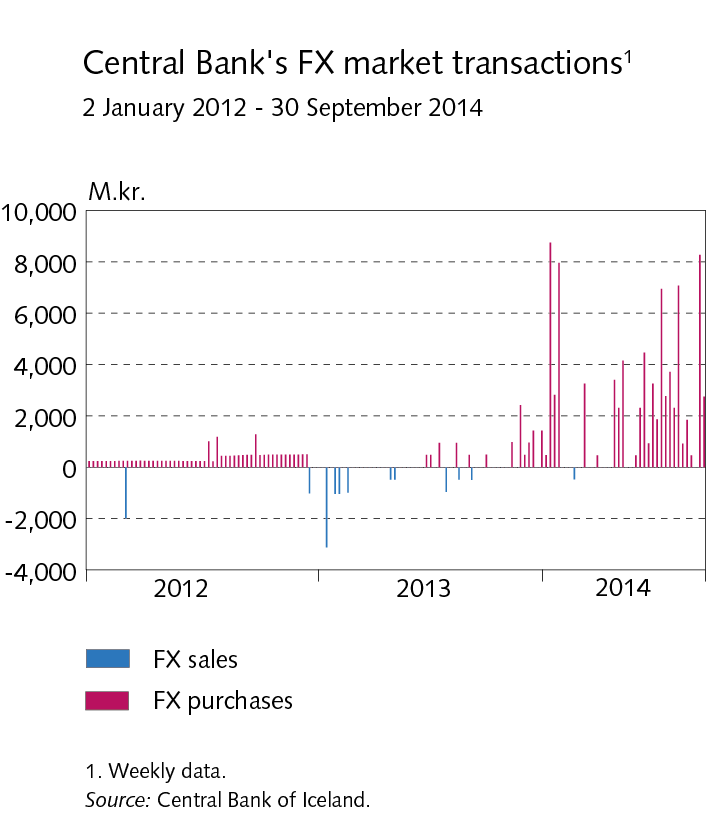 Central Bank's FX market transactions¹
2 January 2012 - 30 September 2014
M.kr.
10,000
8,000
6,000
4,000
2,000
0
-2,000
-4,000
2012 2013 2014
FX sales
FX purchases
1. Weekly data.
Source: Central Bank of Iceland.